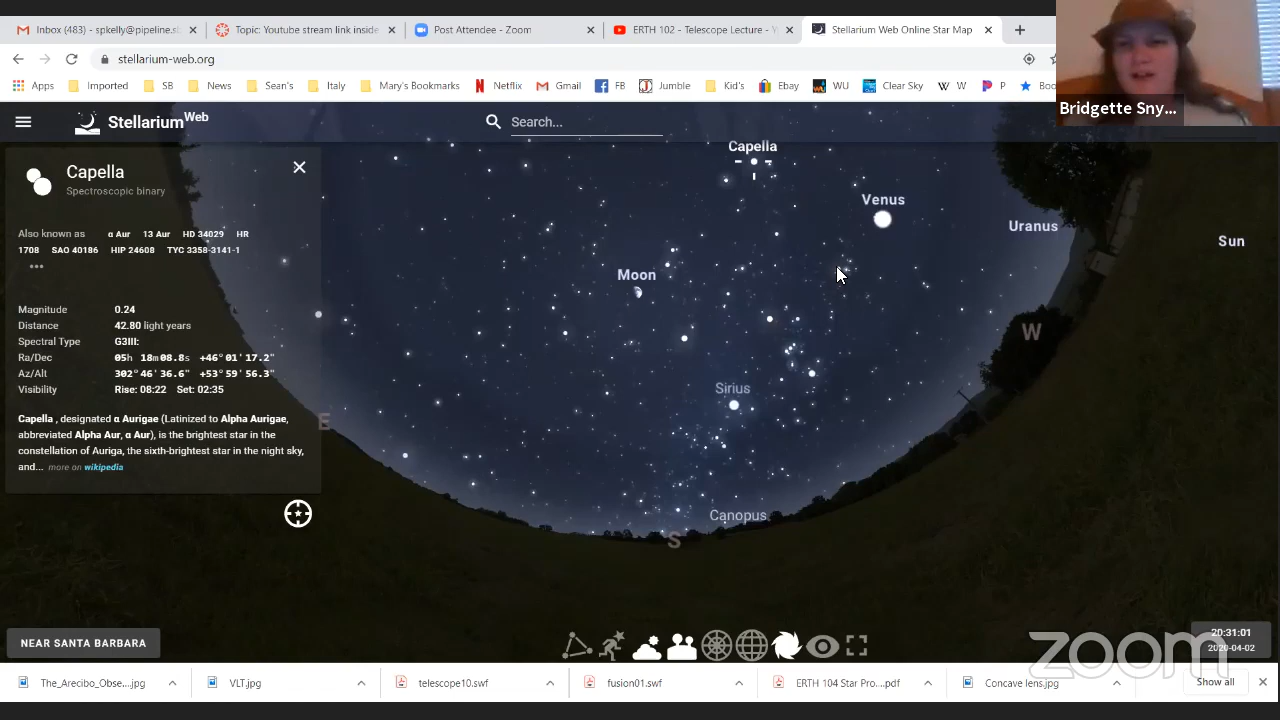 Inbox (483) - spkelly@pipeline.s
Topic: Youtube stream link inside
Post Attendee - Zoom
ERTH 102 - Telescope Lecture - Y
Stellarium Web Online Star Map
stellarium-web.org
Apps
Imported
SB
News
Sear
Italy
Mary's Bookmarks
Netflix
G
FB
Jumble
Kid's
Ebay
WU
Clear Sky
W
P
Boo
Bridgette Sny...
StellariumWeb
Search...
Capella
Spectroscopic binary
Also known as α Aur 13 Aur HD 34029 HR
1708 SAO 40186 HIP 24608 TYC 3358-3141-1
•••
Magnitude 0.24
Distance 42.80 light years
Spectral Type G3III:
Ra/Dec 05h 18m08.8s +46°01'17.2"
Az/Alt 302°46'36.6" +53°59'56.3"
Visibility Rise: 08:22 Set: 02:35
Capella , designated α Aurigae (Latinized to Alpha Aurigae,
abbreviated Alpha Aur, α Aur), is the brightest star in the
constellation of Auriga, the sixth-brightest star in the night sky,
and... more on wikipedia
Capella
Venus
Uranus
Sun
Moon
W
Sirius
E
Canopus
S
NEAR SANTA BARBARA
20:31:01
2020-04-02
zoom
The_Arecibo_Obse....jpg
VLT.jpg
telescope10.swf
fusion01.swf
ERTH 104 Star Pro....pdf
Concave lens.jpg
Show all